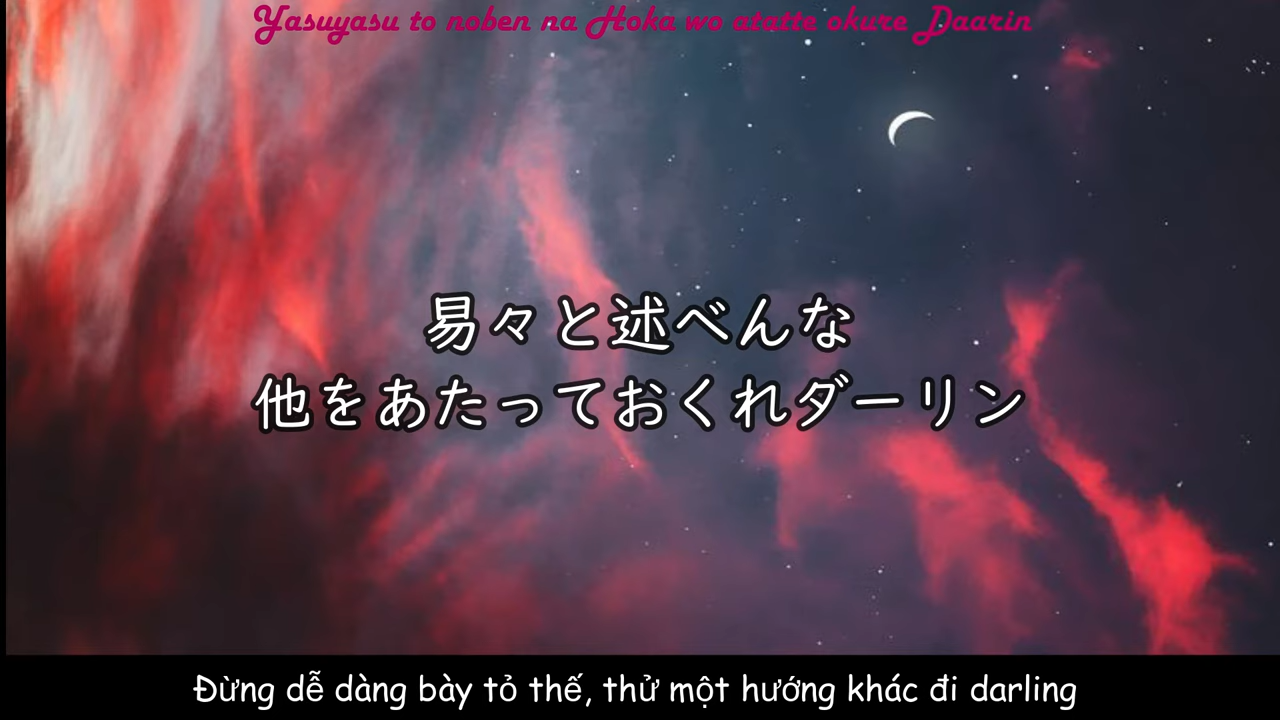 Yasuyasu to noben na Hoka wo atatte okure Daarin
易々と述べんな
他をあたっておくれダーリン
Đừng dễ dàng bày tỏ thế, thử một hướng khác đi darling